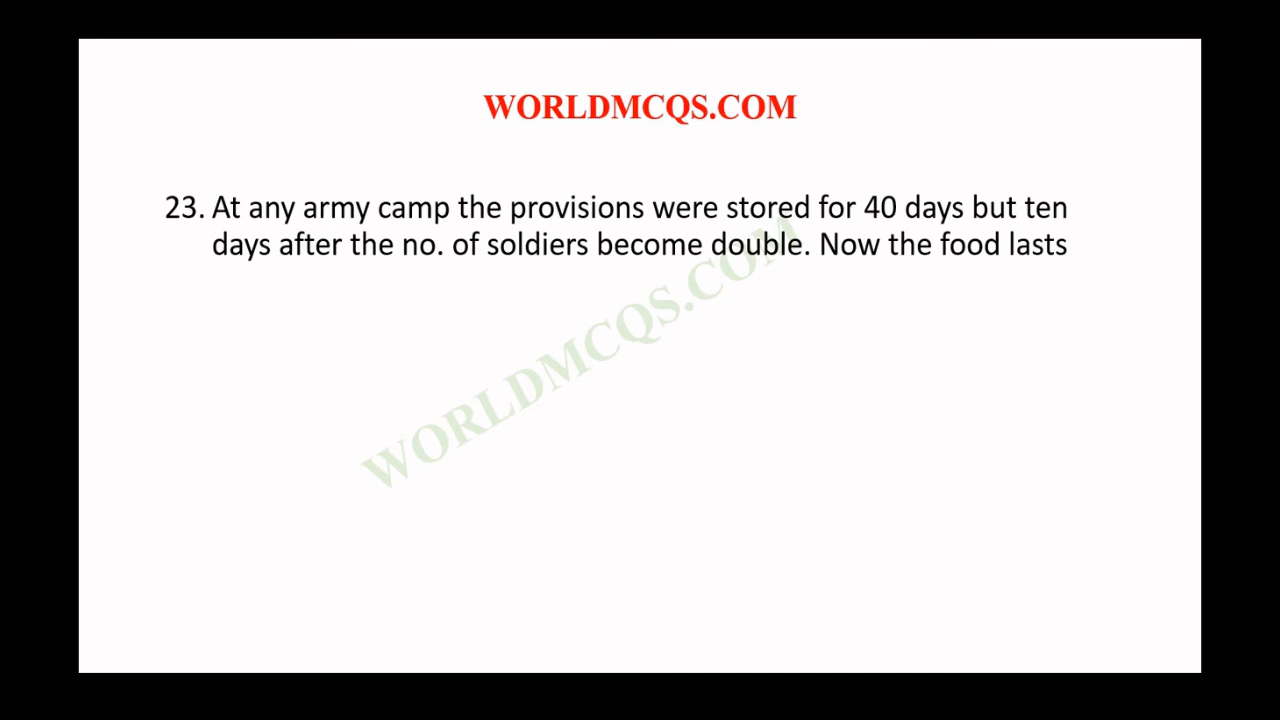 WORLDMCQS.COM
23. At any army camp the provisions were stored for 40 days but ten
days after the no. of soldiers become double. Now the food lasts
WORLDMCQS.COM